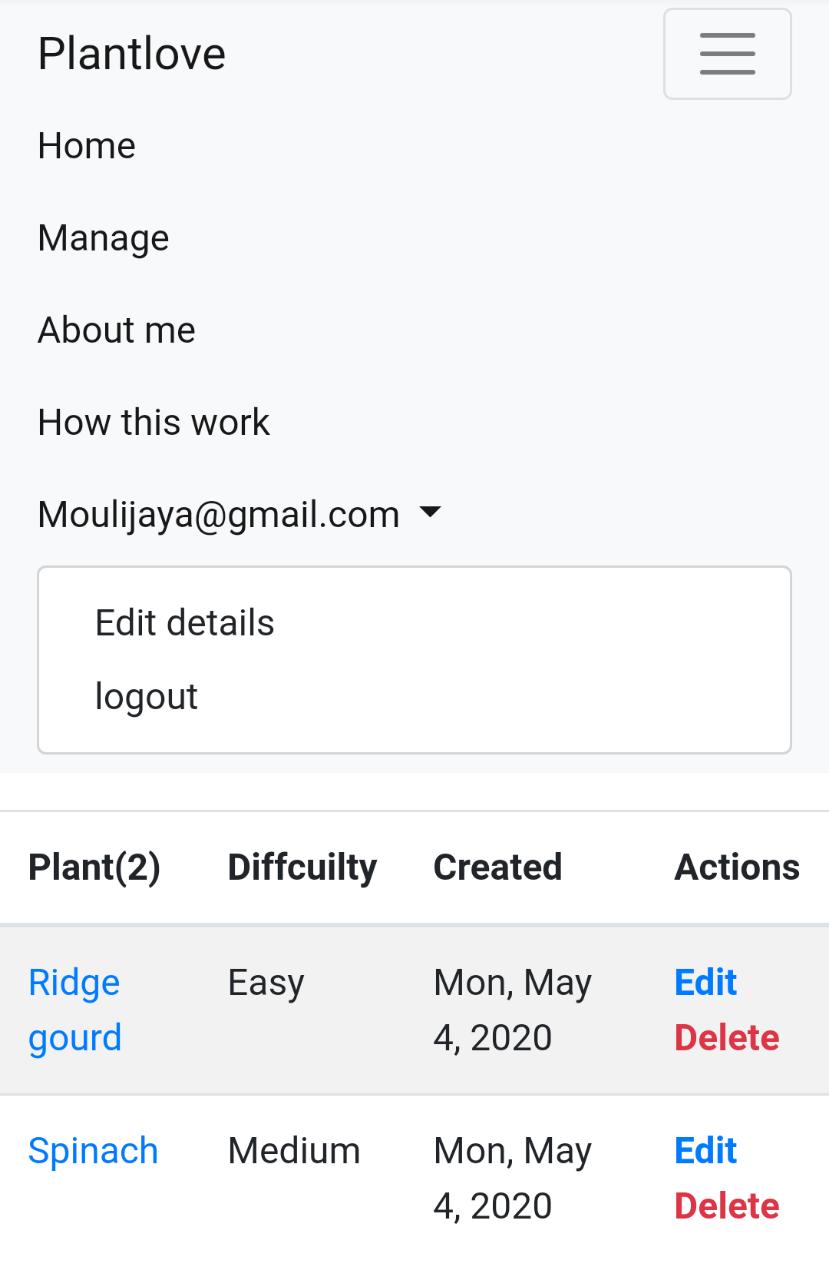 Plantlove
Home
Manage
About me
How this work
Moulijaya@gmail.com
Edit details
logout
Plant(2) Diffcuilty Created Actions
Ridge gourd Easy Mon, May 4, 2020 Edit Delete
Spinach Medium Mon, May 4, 2020 Edit Delete